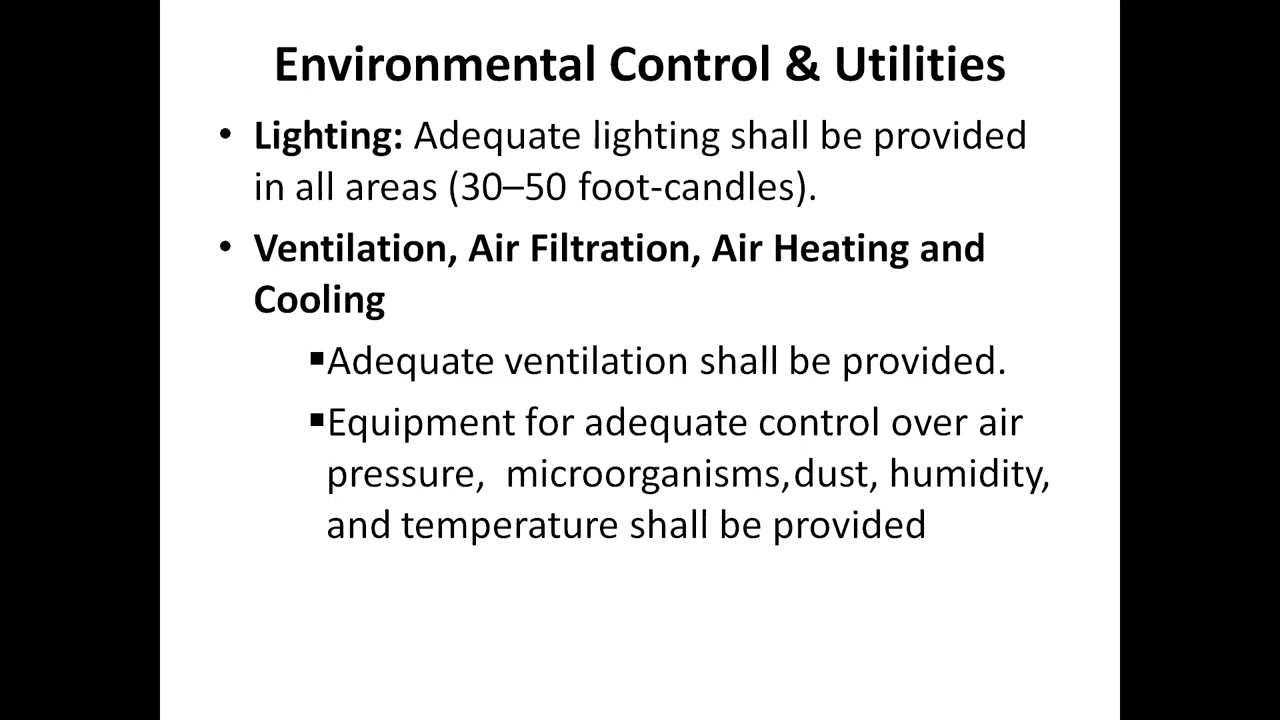 Environmental Control & Utilities
• Lighting: Adequate lighting shall be provided
in all areas (30–50 foot-candles).
• Ventilation, Air Filtration, Air Heating and
Cooling
▪Adequate ventilation shall be provided.
▪Equipment for adequate control over air
pressure,  microorganisms,dust, humidity,
and temperature shall be provided